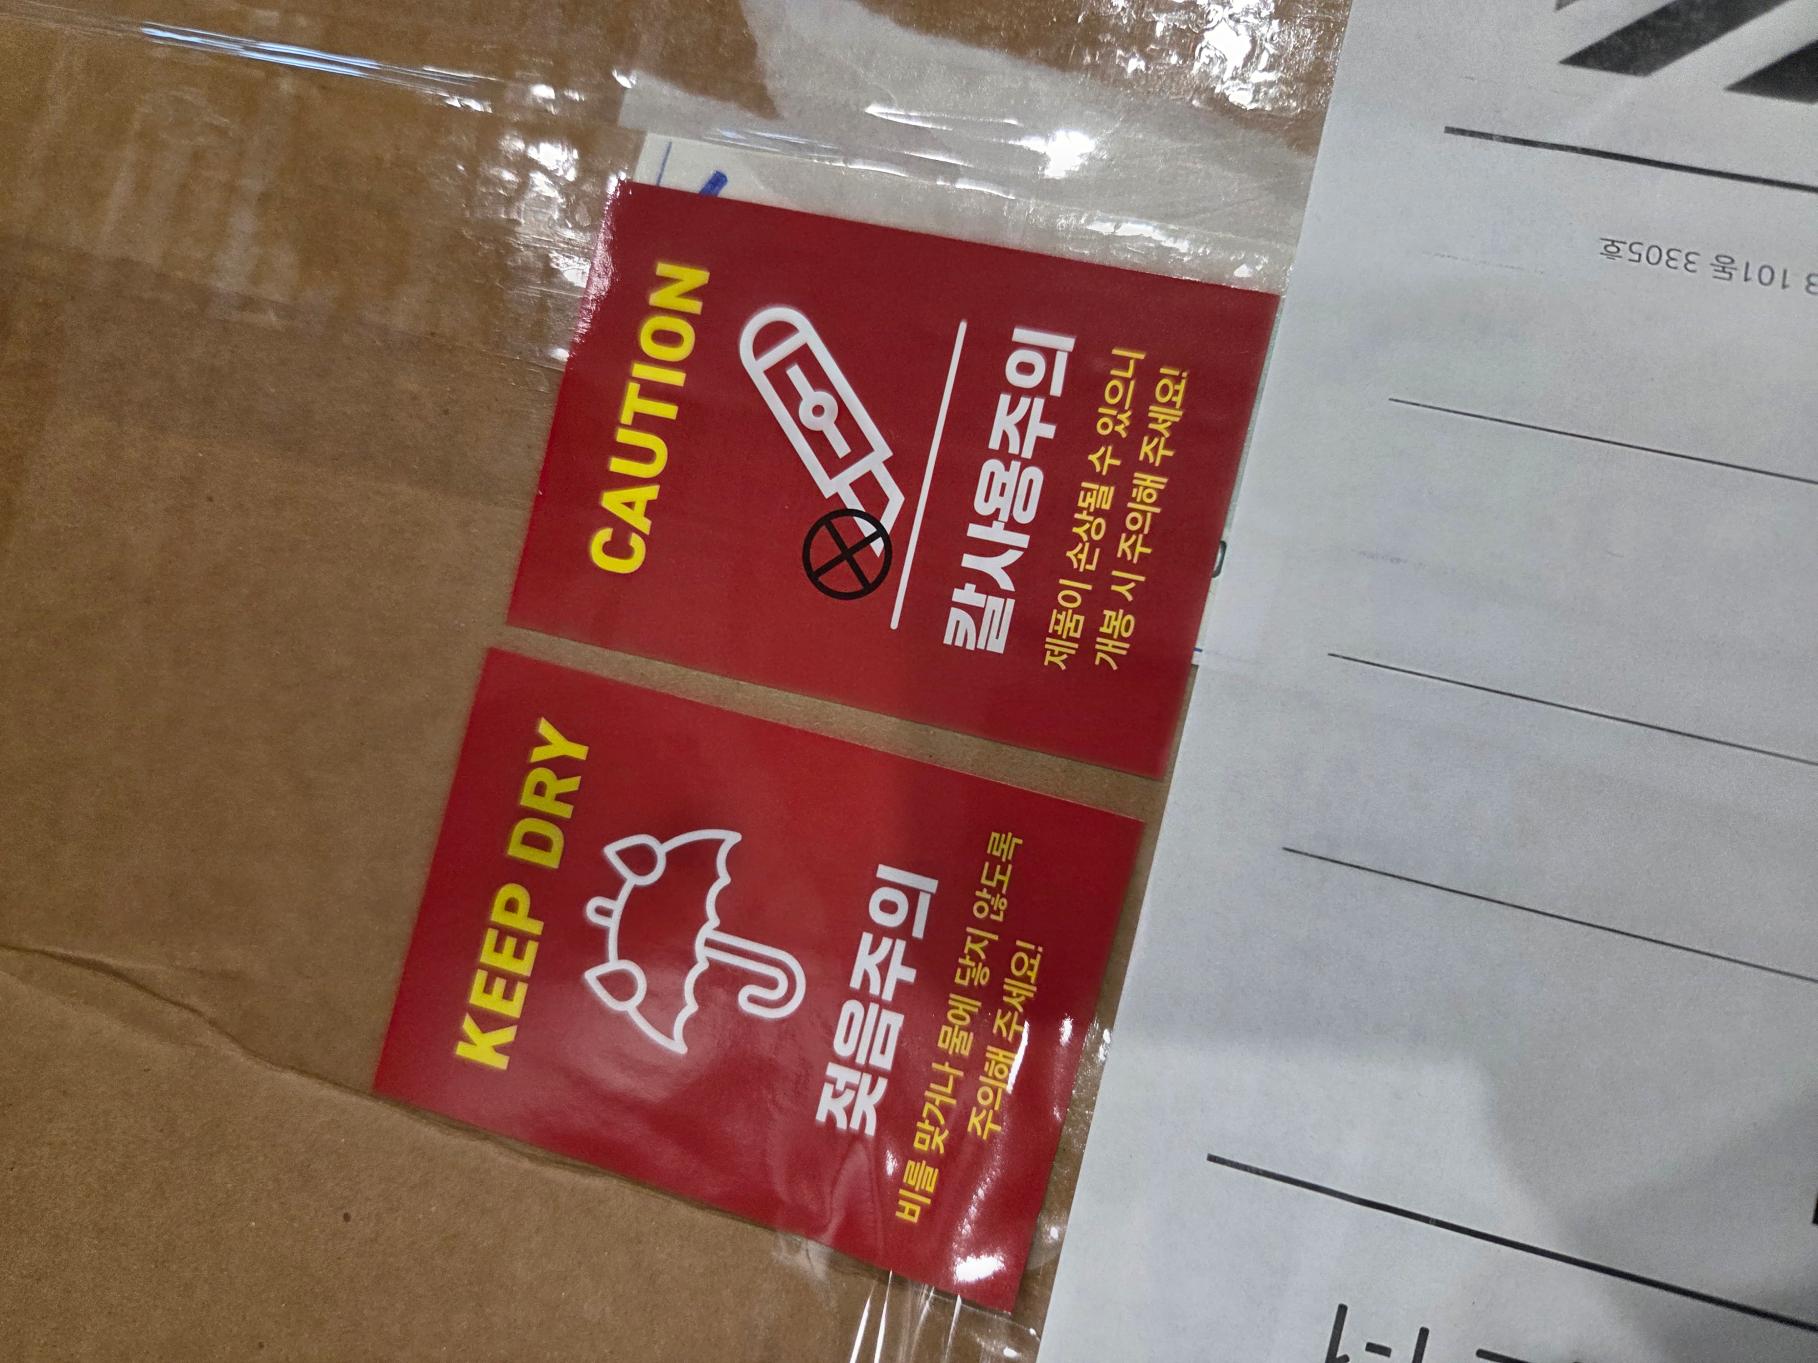 CAUTION
칼사용주의
제품이 손상될 수 있으니
개봉 시 주의해 주세요!
KEEP DRY
젖음주의
비를 맞거나 물에 닿지 않도록
주의해 주세요!
101동 3305호